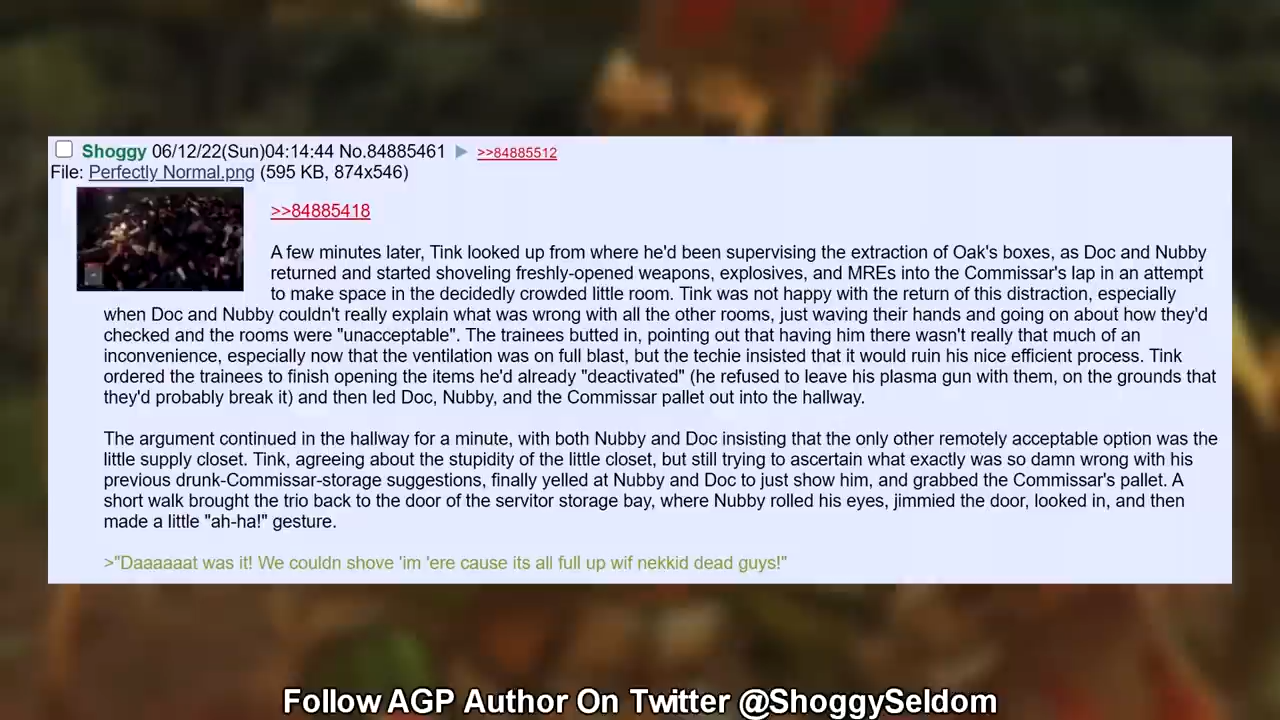 Shoggy 06/12/22(Sun)04:14:44 No.84885461 ▶ >>84885512
File: Perfectly Normal.png (595 KB, 874x546)
>>84885418
A few minutes later, Tink looked up from where he'd been supervising the extraction of Oak's boxes, as Doc and Nubby
returned and started shoveling freshly-opened weapons, explosives, and MREs into the Commissar's lap in an attempt
to make space in the decidedly crowded little room. Tink was not happy with the return of this distraction, especially
when Doc and Nubby couldn't really explain what was wrong with all the other rooms, just waving their hands and going on about how they'd
checked and the rooms were "unacceptable". The trainees butted in, pointing out that having him there wasn't really that much of an
inconvenience, especially now that the ventilation was on full blast, but the techie insisted that it would ruin his nice efficient process. Tink
ordered the trainees to finish opening the items he'd already "deactivated" (he refused to leave his plasma gun with them, on the grounds that
they'd probably break it) and then led Doc, Nubby, and the Commissar pallet out into the hallway.
The argument continued in the hallway for a minute, with both Nubby and Doc insisting that the only other remotely acceptable option was the
little supply closet. Tink, agreeing about the stupidity of the little closet, but still trying to ascertain what exactly was so damn wrong with his
previous drunk-Commissar-storage suggestions, finally yelled at Nubby and Doc to just show him, and grabbed the Commissar's pallet. A
short walk brought the trio back to the door of the servitor storage bay, where Nubby rolled his eyes, jimmied the door, looked in, and then
made a little "ah-ha!" gesture.
>"Daaaaaat was it! We couldn shove 'im 'ere cause its all full up wif nekkid dead guys!"
Follow AGP Author On Twitter @ShoggySeldom